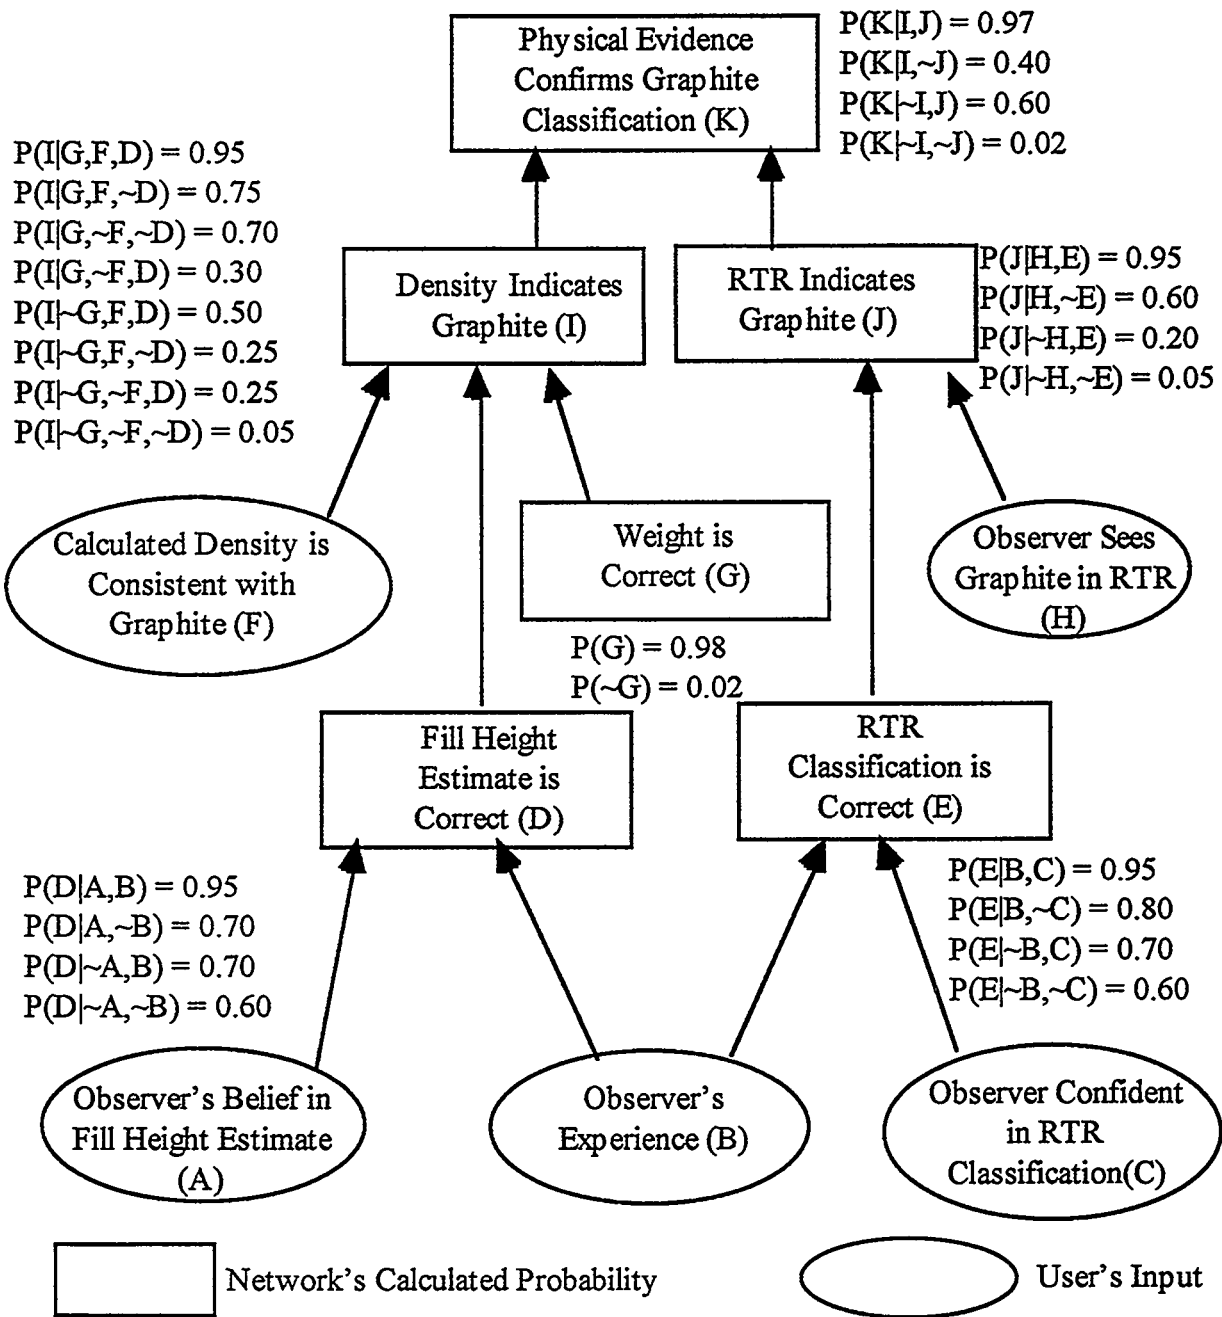 Physical Evidence
Confirms Graphite
Classification (K)
P(K|I,J) = 0.97
P(K|I,~J) = 0.40
P(K|~I,J) = 0.60
P(K|~I,~J) = 0.02
P(I|G,F,D) = 0.95
P(I|G,F,~D) = 0.75
P(I|G,~F,~D) = 0.70
P(I|G,~F,D) = 0.30
P(I|~G,F,D) = 0.50
P(I|~G,F,~D) = 0.25
P(I|~G,~F,D) = 0.25
P(I|~G,~F,~D) = 0.05
Density Indicates
Graphite (I)
RTR Indicates
Graphite (J)
P(J|H,E) = 0.95
P(J|H,~E) = 0.60
P(J|~H,E) = 0.20
P(J|~H,~E) = 0.05
Calculated Density is
Consistent with
Graphite (F)
Weight is
Correct (G)
Observer Sees
Graphite in RTR
(H)
P(G) = 0.98
P(~G) = 0.02
Fill Height
Estimate is
Correct (D)
RTR
Classification is
Correct (E)
P(D|A,B) = 0.95
P(D|A,~B) = 0.70
P(D|~A,B) = 0.70
P(D|~A,~B) = 0.60
P(E|B,C) = 0.95
P(E|B,~C) = 0.80
P(E|~B,C) = 0.70
P(E|~B,~C) = 0.60
Observer's Belief in
Fill Height Estimate
(A)
Observer's
Experience (B)
Observer Confident
in RTR
Classification(C)
Network's Calculated Probability
User's Input